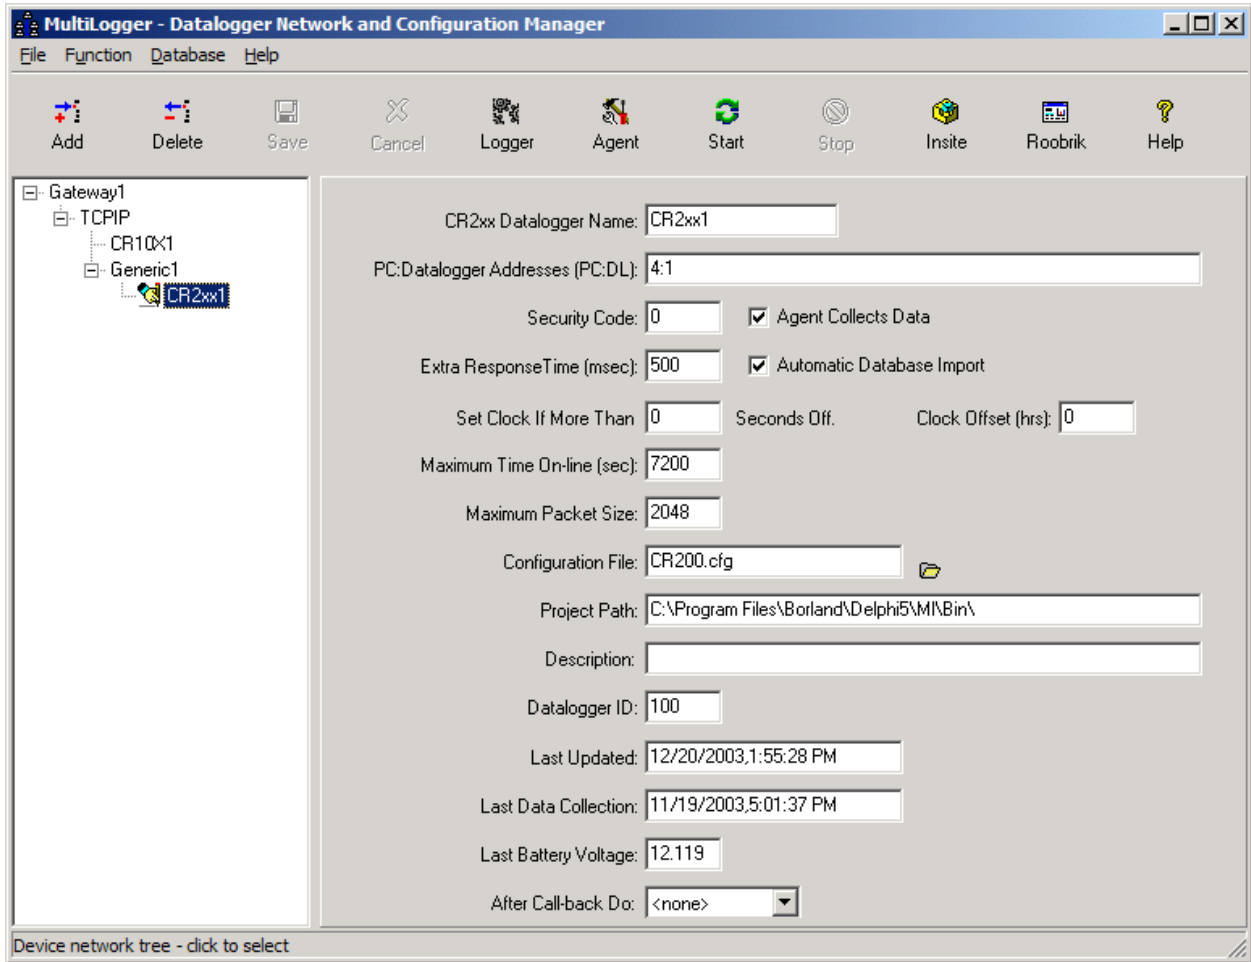 MultiLogger - Datalogger Network and Configuration Manager
File Function Database Help
Add Delete Save Cancel Logger Agent Start Stop Insite Roobrik Help
Gateway1
TCPIP
CR10X1
Generic1
CR2xx1
CR2xx Datalogger Name: CR2xx1
PC:Datalogger Addresses (PC:DL): 4:1
Security Code: 0 Agent Collects Data
Extra ResponseTime (msec): 500 Automatic Database Import
Set Clock If More Than 0 Seconds Off. Clock Offset (hrs): 0
Maximum Time On-line (sec): 7200
Maximum Packet Size: 2048
Configuration File: CR200.cfg
Project Path: C:\Program Files\Borland\Delphi5\Ml\Bin\
Description:
Datalogger ID: 100
Last Updated: 12/20/2003,1:55:28 PM
Last Data Collection: 11/19/2003,5:01:37 PM
Last Battery Voltage: 12.119
After Call-back Do: <none>
Device network tree - click to select